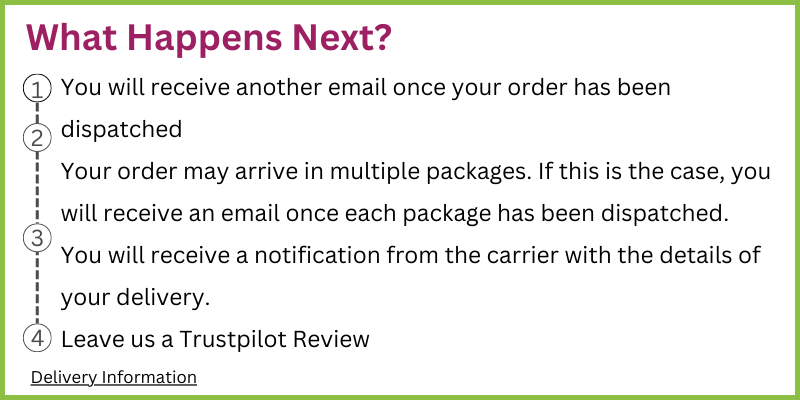 What Happens Next?
1 You will receive another email once your order has been
2 dispatched
Your order may arrive in multiple packages. If this is the case, you
will receive an email once each package has been dispatched.
3 You will receive a notification from the carrier with the details of
your delivery.
4 Leave us a Trustpilot Review
Delivery Information